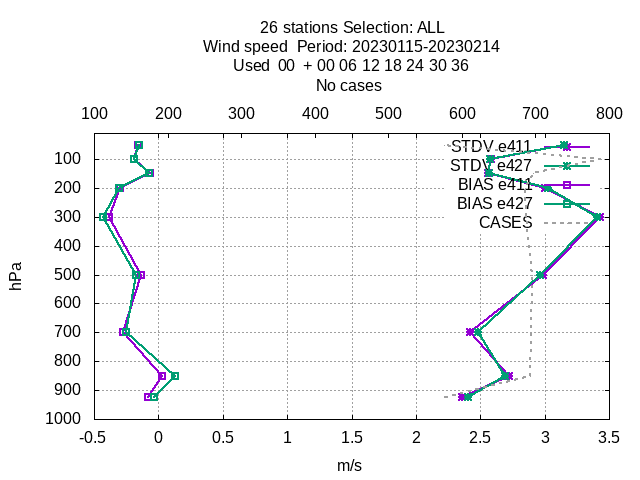 26 stations Selection: ALL
Wind speed  Period: 20230115-20230214
Used  00  + 00 06 12 18 24 30 36
No cases
100 200 300 400 500 600 700 800
STDV e411
STDV e427
BIAS e411
BIAS e427
CASES
hPa
100
200
300
400
500
600
700
800
900
1000
-0.5 0 0.5 1 1.5 2 2.5 3 3.5
m/s